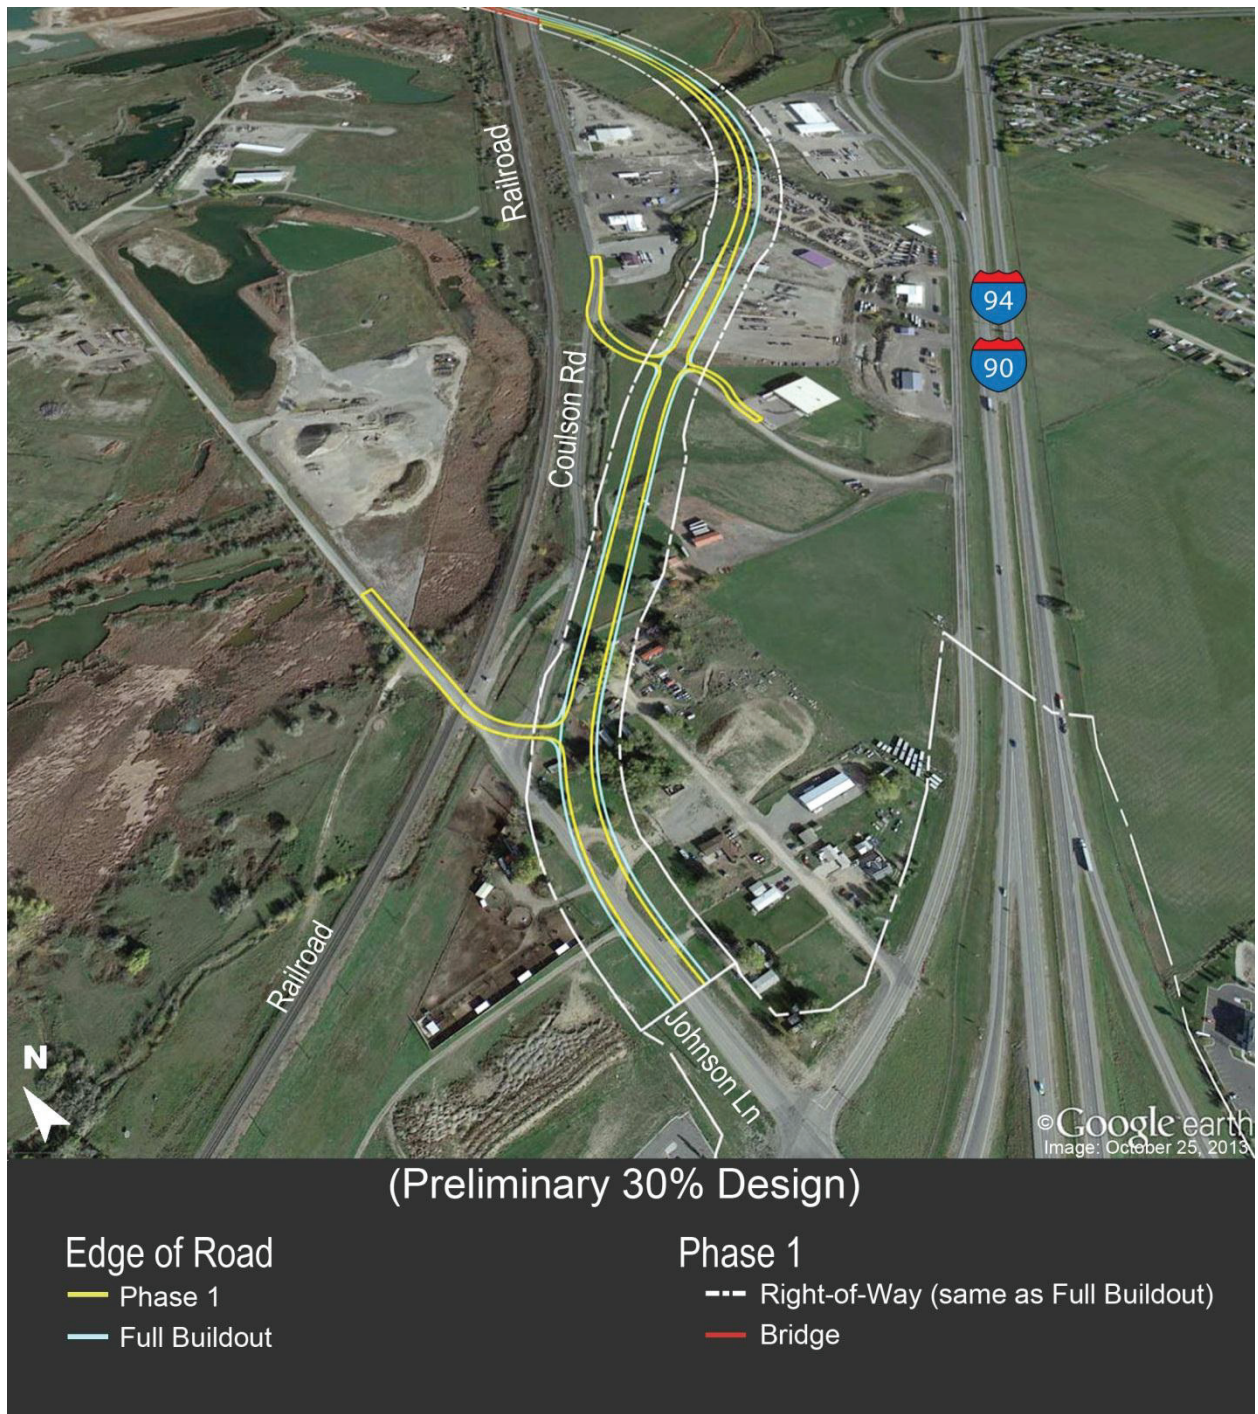 Railroad
94
90
Coulson Rd
Railroad
Johnson Ln
N
©Google earth
Image: October 25, 2013
(Preliminary 30% Design)
Edge of Road
Phase 1
Full Buildout
Phase 1
Right-of-Way (same as Full Buildout)
Bridge